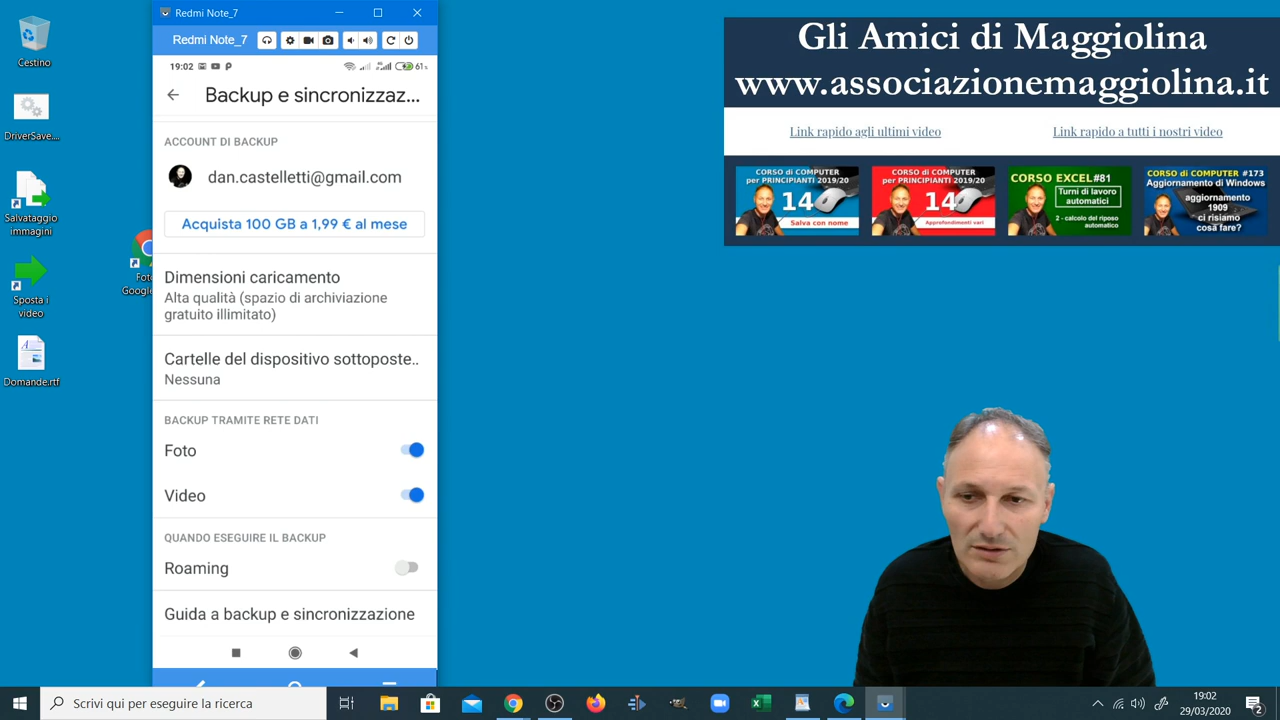 Cestino
DriverSave....
Salvataggio
immagini
Sposta i
video
Domande.rtf
Foto
Google
Redmi Note_7
Redmi Note_7
19:02
61%
Backup e sincronizzaz...
ACCOUNT DI BACKUP
dan.castelletti@gmail.com
Acquista 100 GB a 1,99 € al mese
Dimensioni caricamento
Alta qualità (spazio di archiviazione
gratuito illimitato)
Cartelle del dispositivo sottoposte..
Nessuna
BACKUP TRAMITE RETE DATI
Foto
Video
QUANDO ESEGUIRE IL BACKUP
Roaming
Guida a backup e sincronizzazione
Gli Amici di Maggiolina
www.associazionemaggiolina.it
Link rapido agli ultimi video
Link rapido a tutti i nostri video
CORSO di COMPUTER
per PRINCIPIANTI 2019/20
14
Salva con nome
CORSO di COMPUTER
per PRINCIPIANTI 2019/20
14
Approfondimenti vari
CORSO EXCEL#81
Turni di lavoro
automatici
2 - calcolo del riposo
automatico
CORSO di COMPUTER #173
Aggiornamento di Windows
aggiornamento
1909
ci risiamo
cosa fare?
Scrivi qui per eseguire la ricerca
19:02
29/03/2020
2